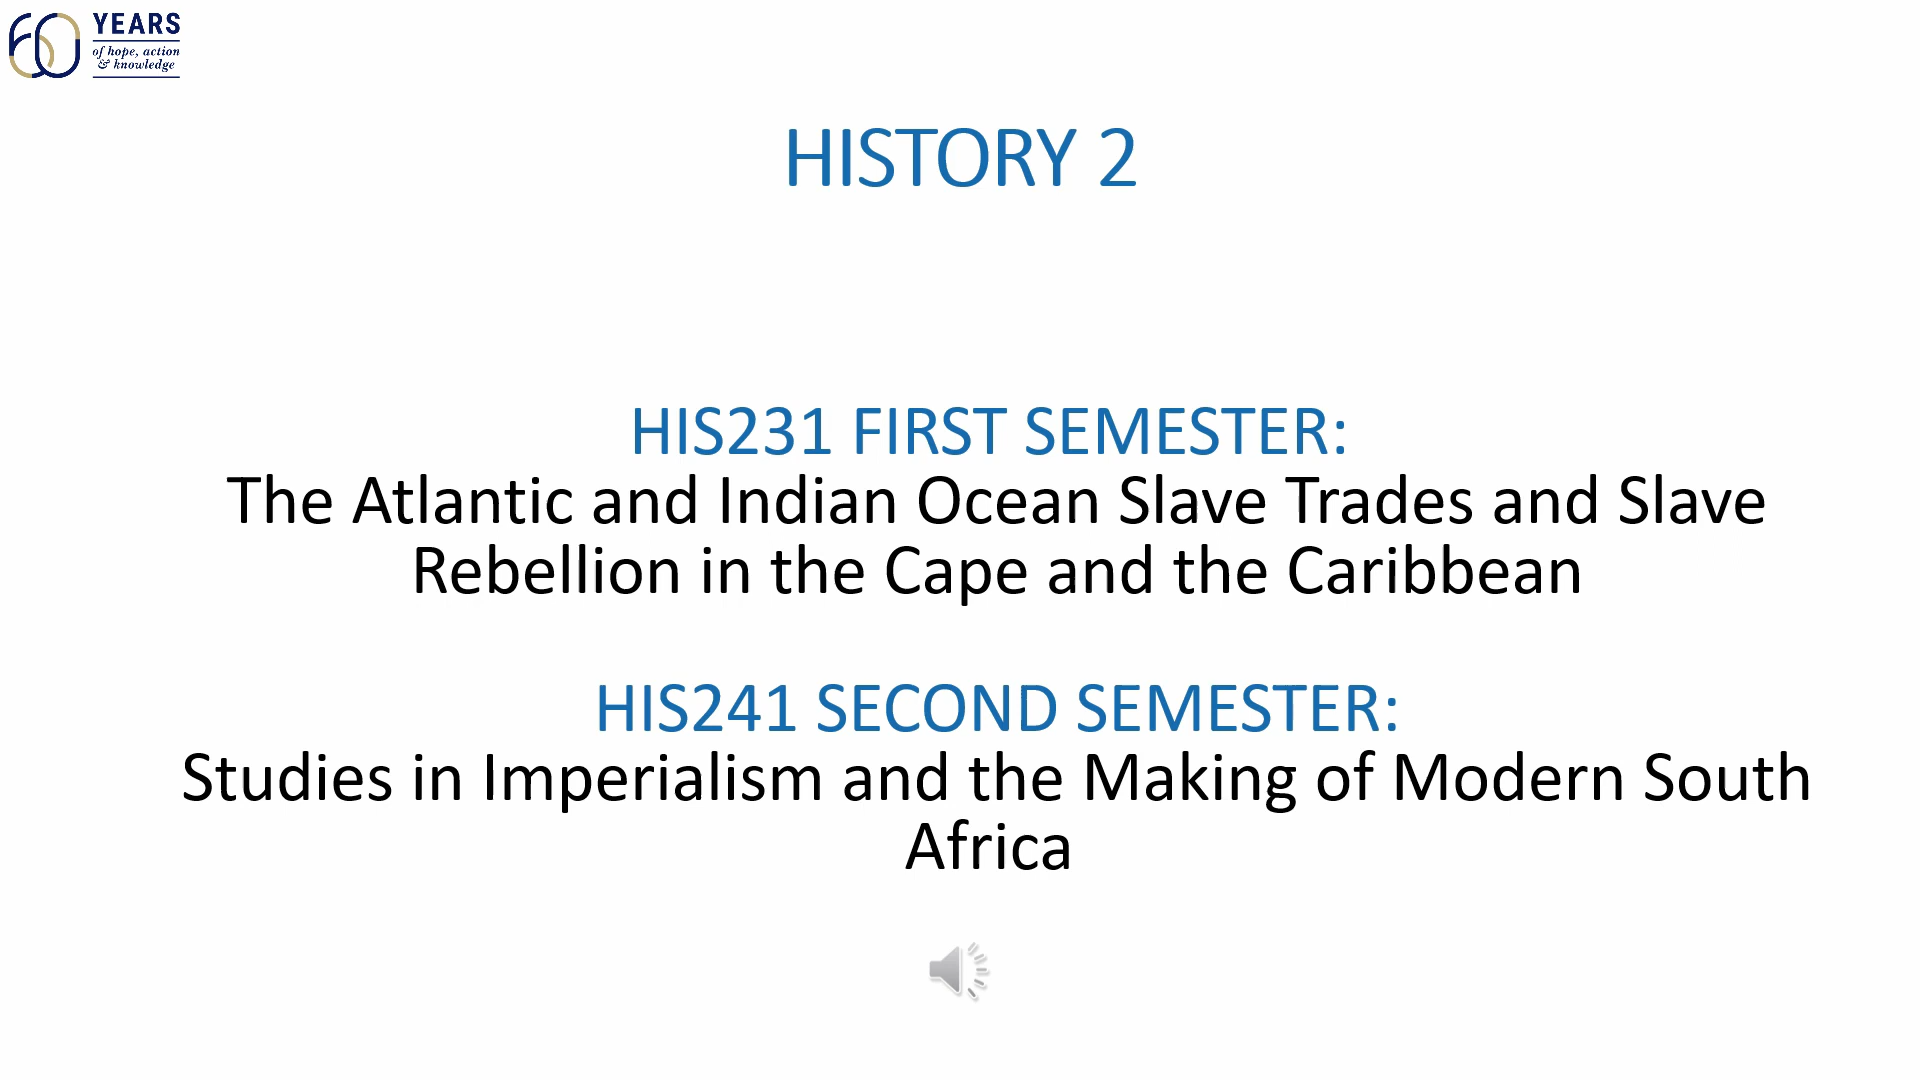 60 YEARS
of hope, action
& knowledge
HISTORY 2
HIS231 FIRST SEMESTER:
The Atlantic and Indian Ocean Slave Trades and Slave
Rebellion in the Cape and the Caribbean
HIS241 SECOND SEMESTER:
Studies in Imperialism and the Making of Modern South
Africa